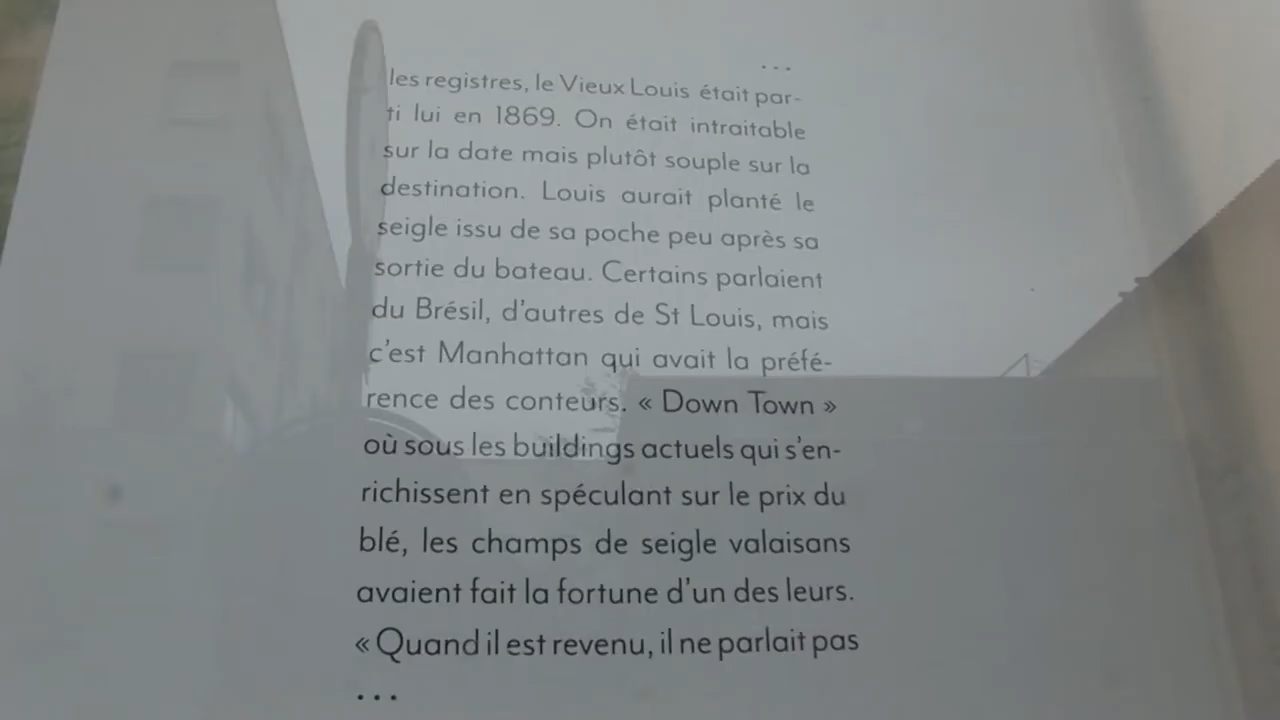 ...
les registres, le Vieux Louis était par-
ti lui en 1869. On était intraitable
sur la date mais plutôt souple sur la
destination. Louis aurait planté le
seigle issu de sa poche peu après sa
sortie du bateau. Certains parlaient
du Brésil, d'autres de St Louis, mais
c'est Manhattan qui avait la préfé-
rence des conteurs. « Down Town »
où sous les buildings actuels qui s'en-
richissent en spéculant sur le prix du
blé, les champs de seigle valaisans
avaient fait la fortune d'un des leurs.
« Quand il est revenu, il ne parlait pas
...